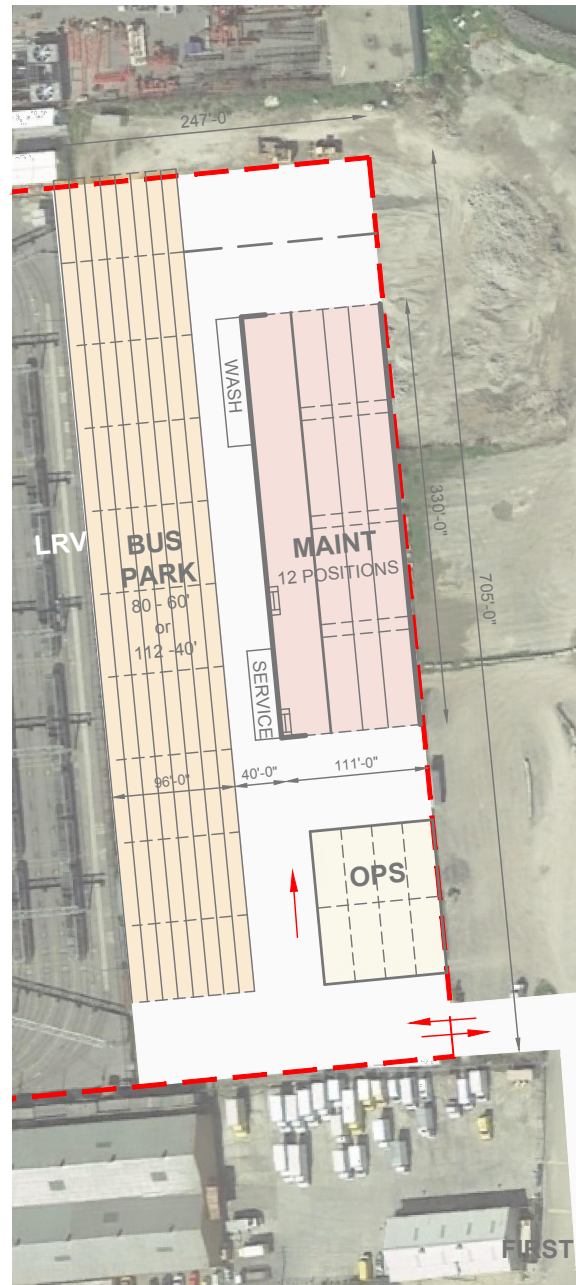 247'-0"
WASH
330'-0"
LRV
BUS
PARK
80 - 60'
or
112 -40'
MAINT
12 POSITIONS
705'-0"
SERVICE
96'-0"
40'-0"
111'-0"
OPS
FIRST